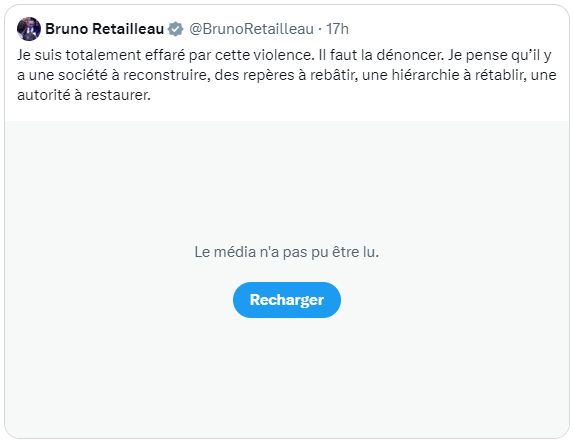 Bruno Retailleau @BrunoRetailleau · 17h
Je suis totalement effaré par cette violence. Il faut la dénoncer. Je pense qu’il y
a une société à reconstruire, des repères à rebâtir, une hiérarchie à rétablir, une
autorité à restaurer.
Le média n'a pas pu être lu.
Recharger